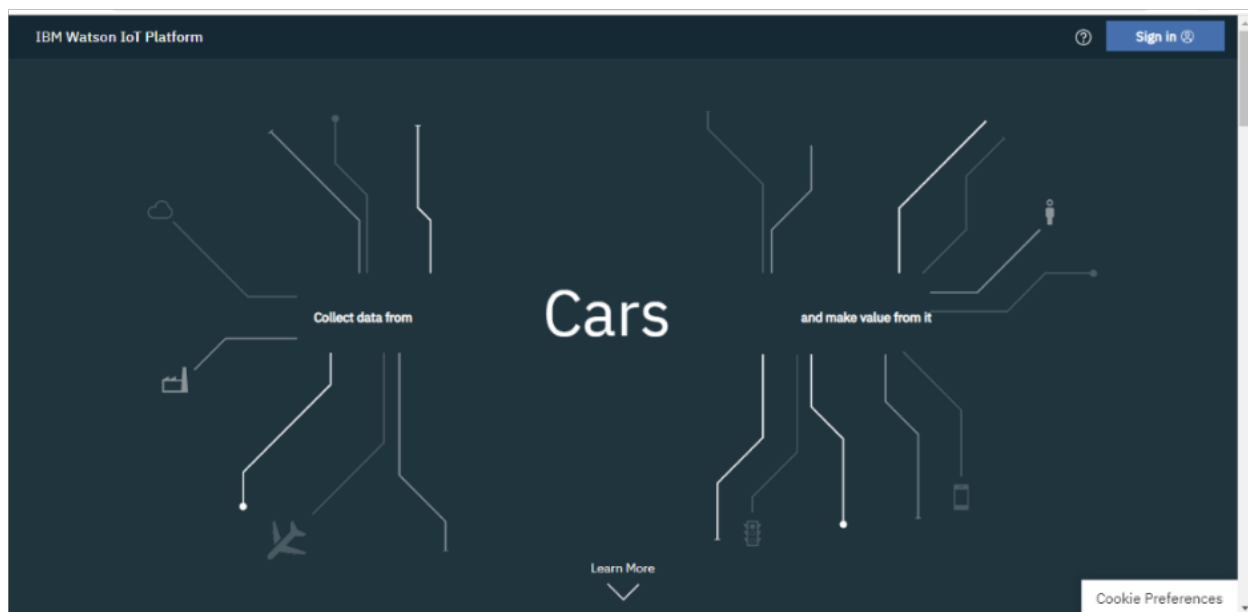 IBM Watson IoT Platform
Sign in
Collect data from
Cars
and make value from it
Learn More
Cookie Preferences